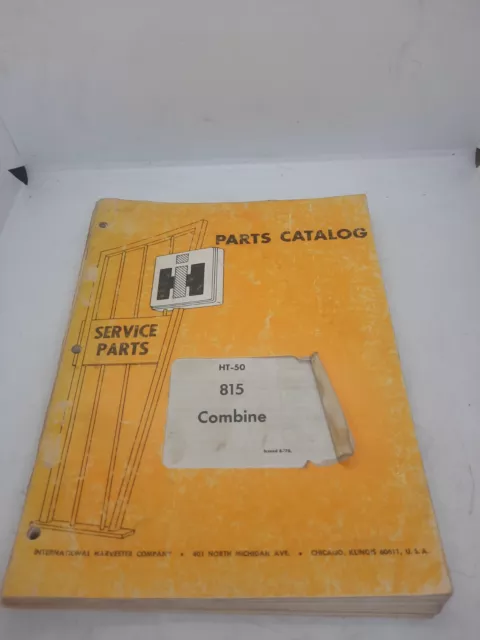 PARTS CATALOG
IH
SERVICE
PARTS
HT-50
815
Combine
INTERNATIONAL HARVESTER COMPANY • 401 NORTH MICHIGAN AVE. • CHICAGO, ILLINOIS 60611, U. S. A.